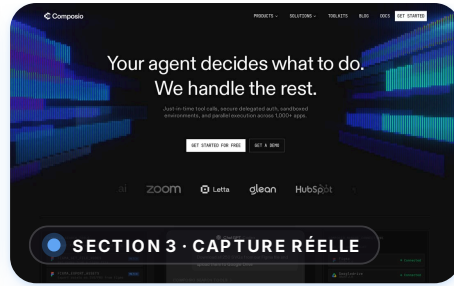 Composio
PRODUCTS SOLUTIONS TOOLKITS BLOG DOCS GET STARTED
Your agent decides what to do.
We handle the rest.
Just-in-time tool calls, secure delegated auth, sandboxed
environments, and parallel execution across 1,000+ apps.
GET STARTED FOR FREE GET A DEMO
ai zoom Letta glean HubSpot
SECTION 3 · CAPTURE RÉELLE